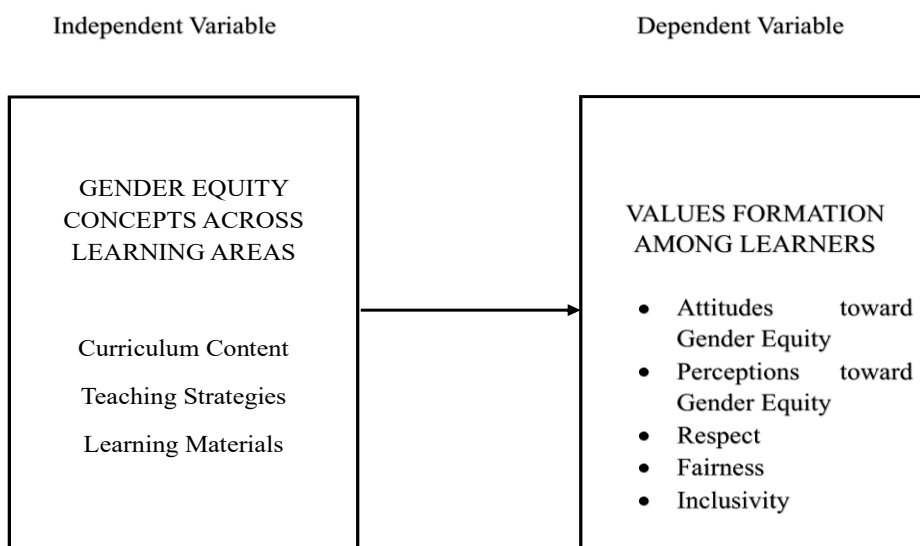 Independent Variable
Dependent Variable
GENDER EQUITY
CONCEPTS ACROSS
LEARNING AREAS
Curriculum Content
Teaching Strategies
Learning Materials
VALUES FORMATION
AMONG LEARNERS
• Attitudes toward
Gender Equity
• Perceptions toward
Gender Equity
• Respect
• Fairness
• Inclusivity